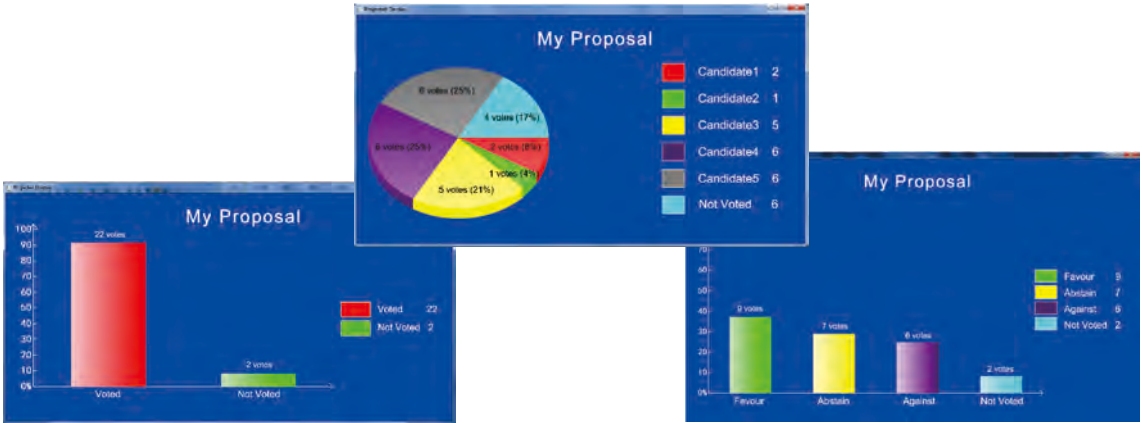 My Proposal
6 votes (25%)
4 votes (17%)
6 votes (25%)
2 votes (8%)
1 votes (4%)
5 votes (21%)
Candidate1 2
Candidate2 1
Candidate3 5
Candidate4 6
Candidate5 6
Not Voted 6
My Proposal
100%
90
80
70
60
50
40
30
20
10
0%
22 votes
2 votes
Voted
Not Voted
Voted 22
Not Voted 2
My Proposal
70
60
50
40
30
20
10
0%
9 votes
7 votes
6 votes
2 votes
Favour
Abstain
Against
Not Voted
Favour 9
Abstain 7
Against 6
Not Voted 2